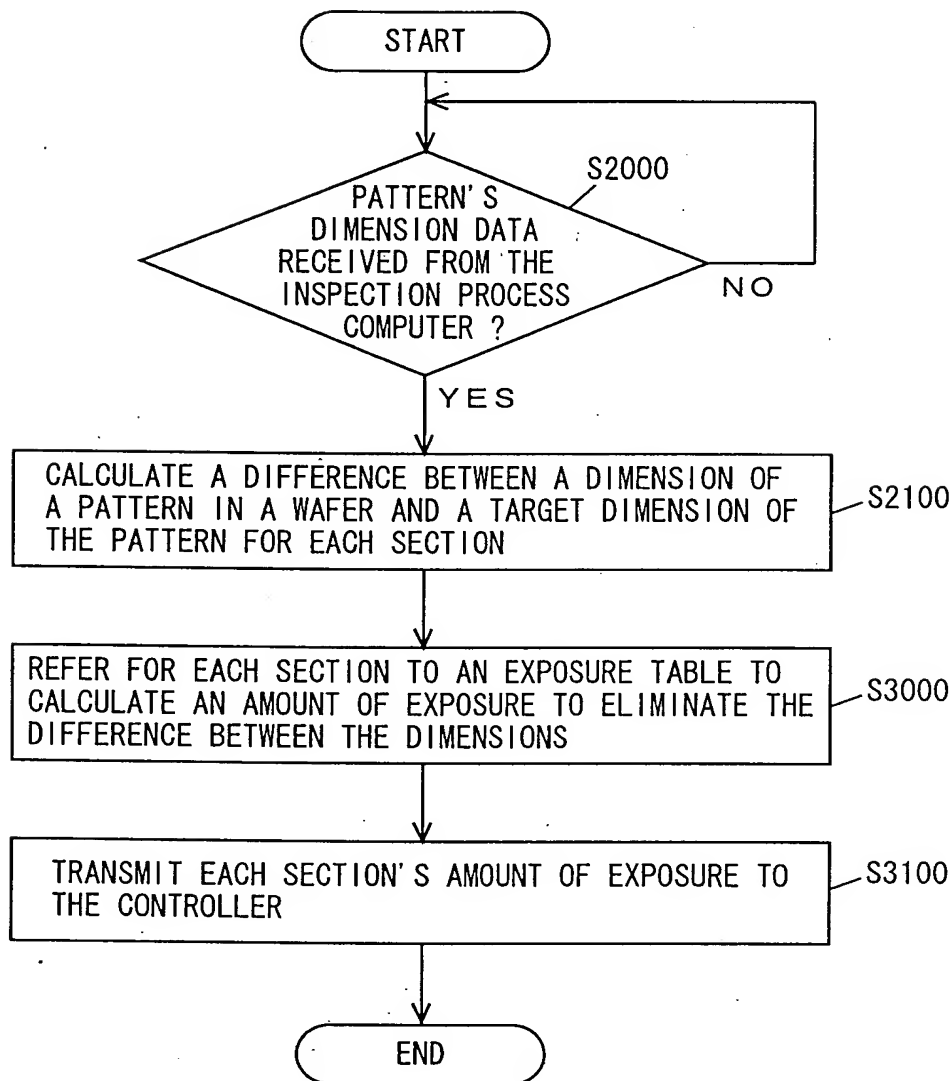 START
S2000
PATTERN'S
DIMENSION DATA
RECEIVED FROM THE
INSPECTION PROCESS
COMPUTER ?
NO
YES
CALCULATE A DIFFERENCE BETWEEN A DIMENSION OF
A PATTERN IN A WAFER AND A TARGET DIMENSION OF
THE PATTERN FOR EACH SECTION
S2100
REFER FOR EACH SECTION TO AN EXPOSURE TABLE TO
CALCULATE AN AMOUNT OF EXPOSURE TO ELIMINATE THE
DIFFERENCE BETWEEN THE DIMENSIONS
S3000
TRANSMIT EACH SECTION'S AMOUNT OF EXPOSURE TO
THE CONTROLLER
S3100
END